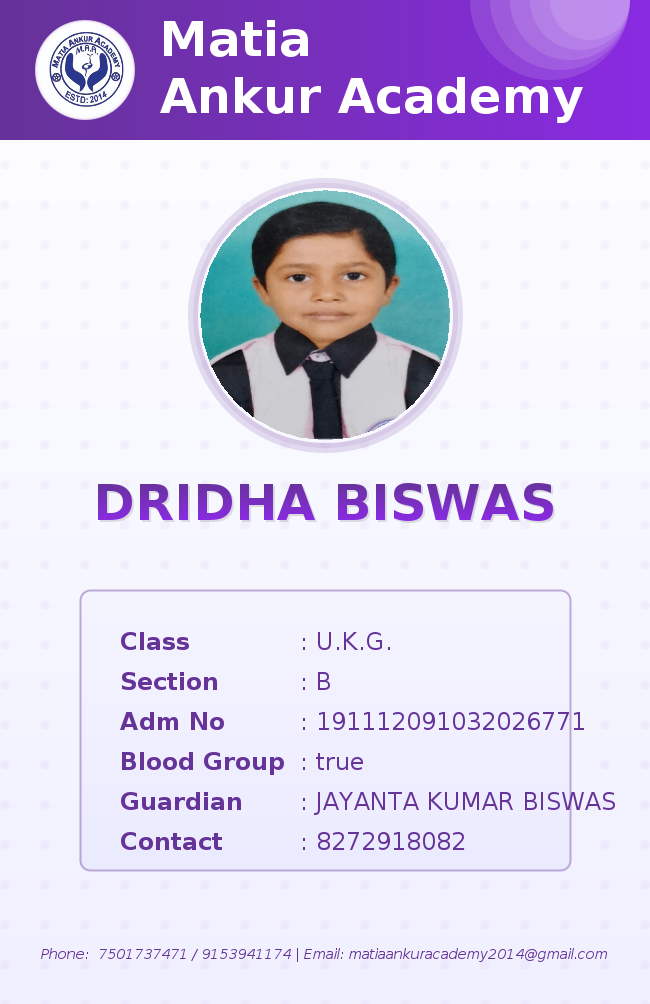 Matia
Ankur Academy
MATIA ANKUR ACADEMY
M.A.A.
ESTD: 2014
DRIDHA BISWAS
Class : U.K.G.
Section : B
Adm No : 191112091032026771
Blood Group : true
Guardian : JAYANTA KUMAR BISWAS
Contact : 8272918082
Phone: 7501737471 / 9153941174 | Email: matiaankuracademy2014@gmail.com